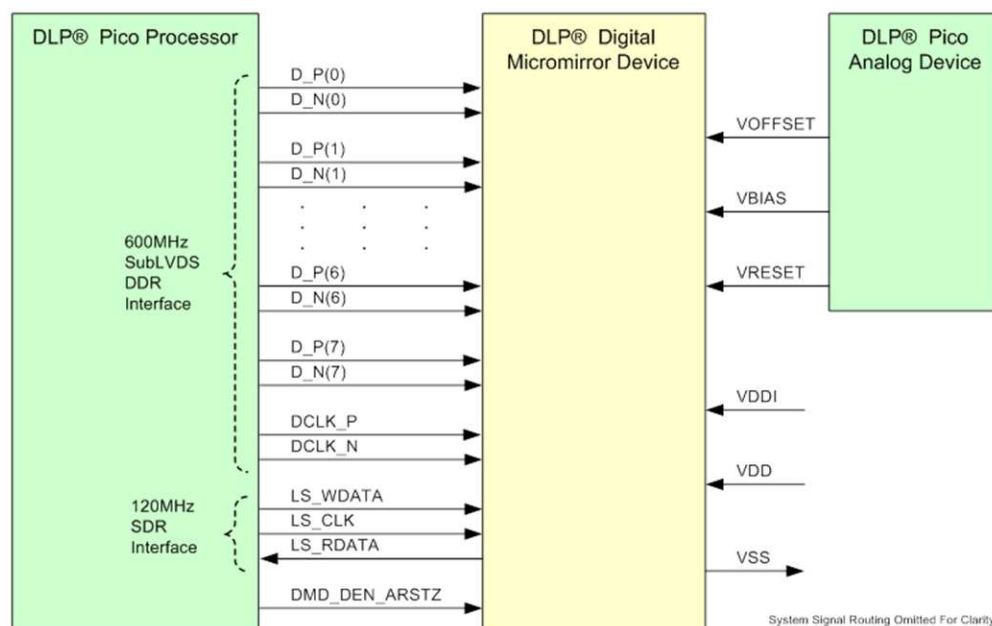 DLP® Pico Processor
600MHz
SubLVDS
DDR
Interface
120MHz
SDR
Interface
D_P(0)
D_N(0)
D_P(1)
D_N(1)
. . .
. . .
. . .
D_P(6)
D_N(6)
D_P(7)
D_N(7)
DCLK_P
DCLK_N
LS_WDATA
LS_CLK
LS_RDATA
DMD_DEN_ARSTZ
DLP® Digital
Micromirror Device
DLP® Pico
Analog Device
VOFFSET
VBIAS
VRESET
VDDI
VDD
VSS
System Signal Routing Omitted For Clarity